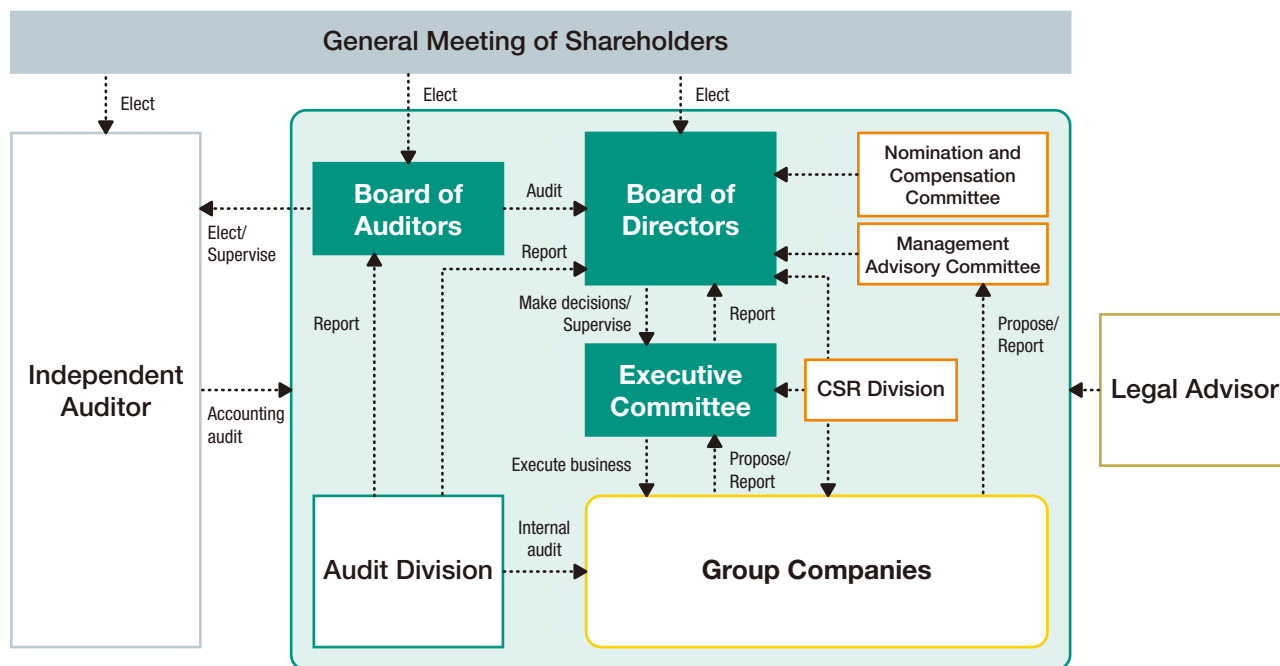 General Meeting of Shareholders
Elect
Elect
Elect
Nomination and
Compensation
Committee
Board of
Auditors
Audit
Board of
Directors
Elect/
Supervise
Report
Management
Advisory Committee
Report
Make decisions/
Supervise
Report
Propose/
Report
Independent
Auditor
Accounting
audit
Executive
Committee
CSR Division
Legal Advisor
Execute business
Propose/
Report
Audit Division
Internal
audit
Group Companies